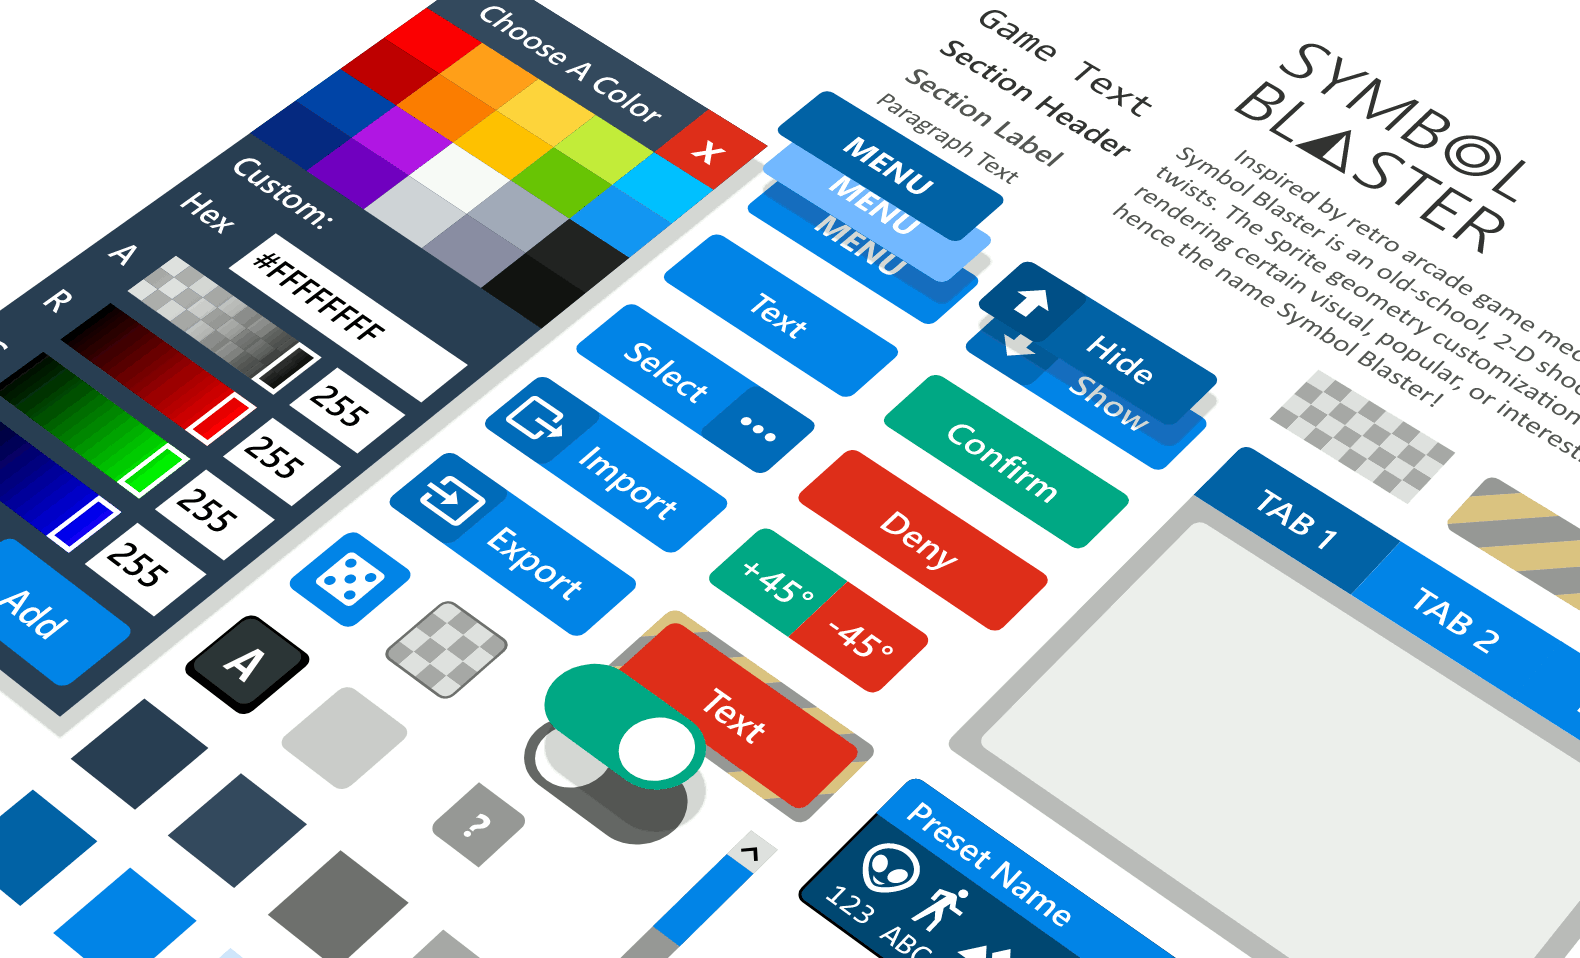 Choose A Color
X
Custom:
Hex
#FFFFFFFF
A
255
R
255
255
255
Add
A
MENU
MENU
MENU
Text
Select
Import
Export
Hide
Show
Confirm
Deny
+45°
-45°
Text
?
Game Text
Section Header
Section Label
Paragraph Text
SYMBOL
BLASTER
Inspired by retro arcade game
Symbol Blaster is an old-school, 2-D
twists. The Sprite geometry customization
rendering certain visual, popular, or
hence the name Symbol Blaster!
TAB 1
TAB 2
Preset Name
123
ABC